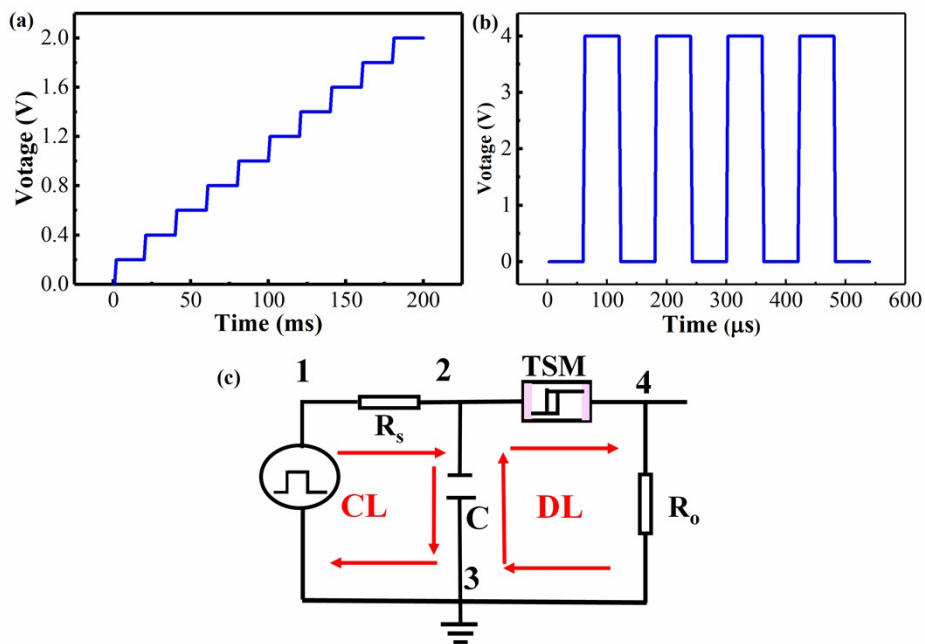 (a)
2.0
1.6
1.2
0.8
0.4
0.0
Votage (V)
0 50 100 150 200
Time (ms)
(b)
4
3
2
1
0
Votage (V)
0 100 200 300 400 500 600
Time (μs)
(c)
1 2 TSM 4
Rs
CL C DL Ro
3